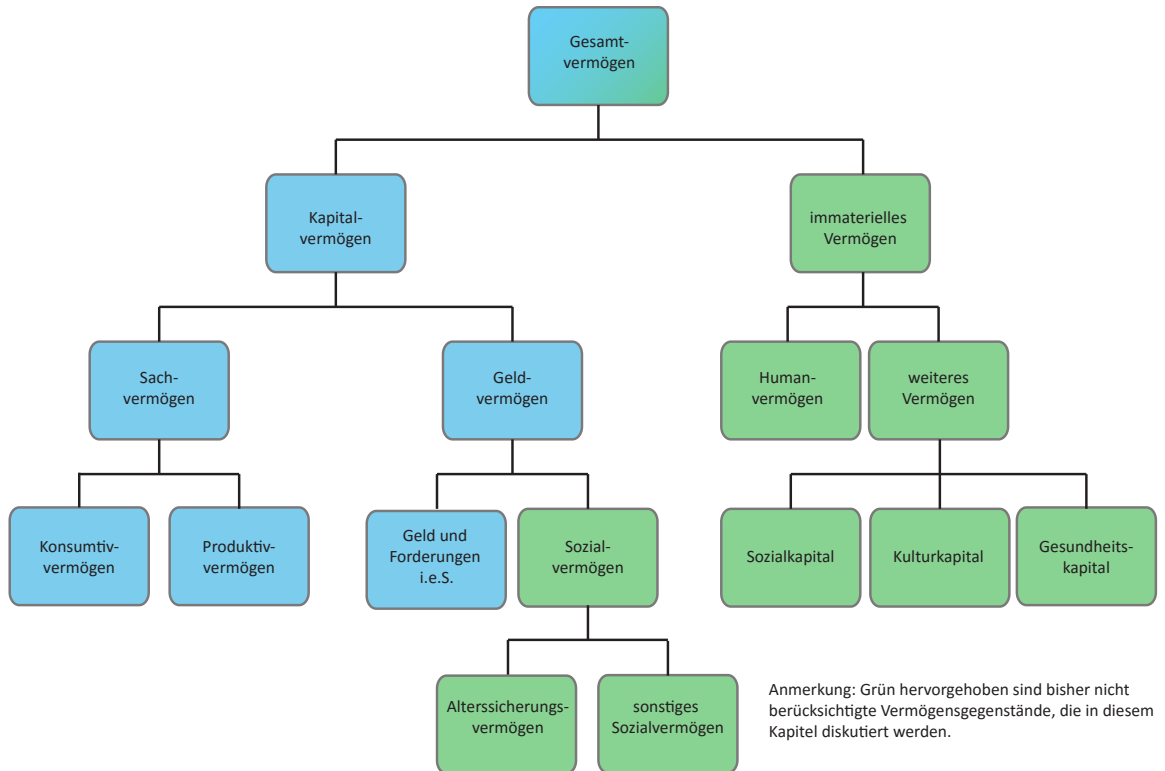 Gesamt-
vermögen
Kapital-
vermögen
immaterielles
Vermögen
Sach-
vermögen
Geld-
vermögen
Human-
vermögen
weiteres
Vermögen
Konsumtiv-
vermögen
Produktiv-
vermögen
Geld und
Forderungen
i.e.S.
Sozial-
vermögen
Sozialkapital
Kulturkapital
Gesundheits-
kapital
Alterssicherungs-
vermögen
sonstiges
Sozialvermögen
Anmerkung: Grün hervorgehoben sind bisher nicht
berücksichtigte Vermögensgegenstände, die in diesem
Kapitel diskutiert werden.